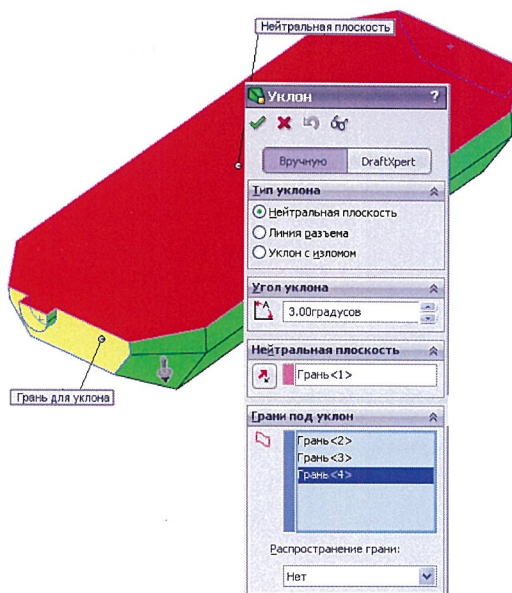 Нейтральная плоскость
Уклон ?
Вручную DraftXpert
Тип уклона
Нейтральная плоскость
Линия разъема
Уклон с изломом
Угол уклона
A 3.00градусов
Нейтральная плоскость
Грань<1>
Грань для уклона
Грани под уклон
Грань<2>
Грань<3>
Грань<4>
Распространение грани:
Нет